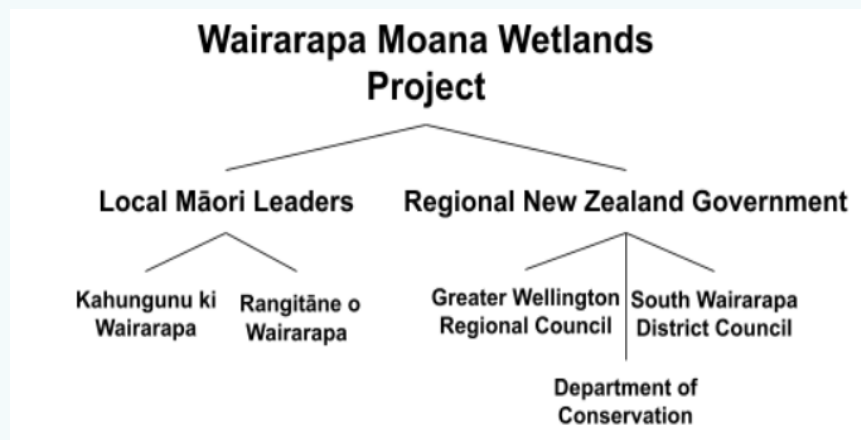 Wairarapa Moana Wetlands
Project
Local Māori Leaders
Regional New Zealand Government
Kahungunu ki
Wairarapa
Rangitāne o
Wairarapa
Greater Wellington
Regional Council
South Wairarapa
District Council
Department of
Conservation